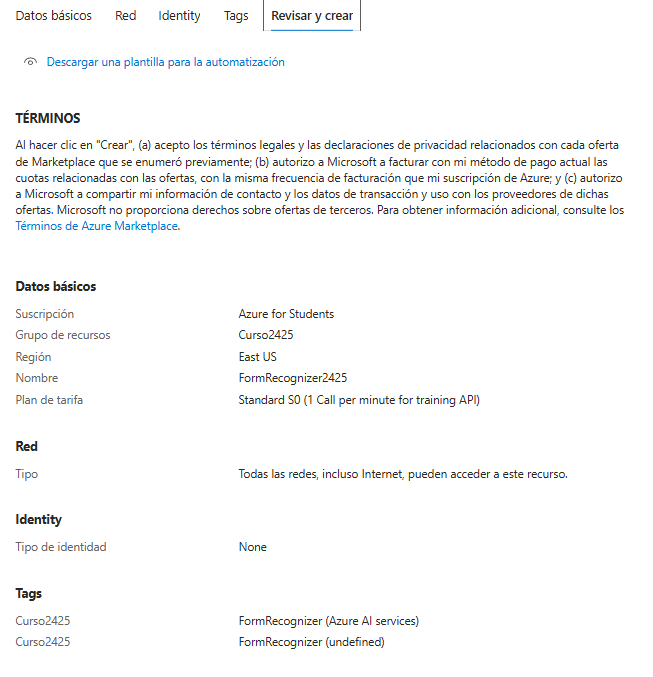 Datos básicos Red Identity Tags Revisar y crear
Descargar una plantilla para la automatización
TÉRMINOS
Al hacer clic en "Crear", (a) acepto los términos legales y las declaraciones de privacidad relacionados con cada oferta
de Marketplace que se enumeró previamente; (b) autorizo a Microsoft a facturar con mi método de pago actual las
cuotas relacionadas con las ofertas, con la misma frecuencia de facturación que mi suscripción de Azure; y (c) autorizo
a Microsoft a compartir mi información de contacto y los datos de transacción y uso con los proveedores de dichas
ofertas. Microsoft no proporciona derechos sobre ofertas de terceros. Para obtener información adicional, consulte los
Términos de Azure Marketplace.
Datos básicos
Suscripción Azure for Students
Grupo de recursos Curso2425
Región East US
Nombre FormRecognizer2425
Plan de tarifa Standard S0 (1 Call per minute for training API)
Red
Tipo Todas las redes, incluso Internet, pueden acceder a este recurso.
Identity
Tipo de identidad None
Tags
Curso2425 FormRecognizer (Azure AI services)
Curso2425 FormRecognizer (undefined)